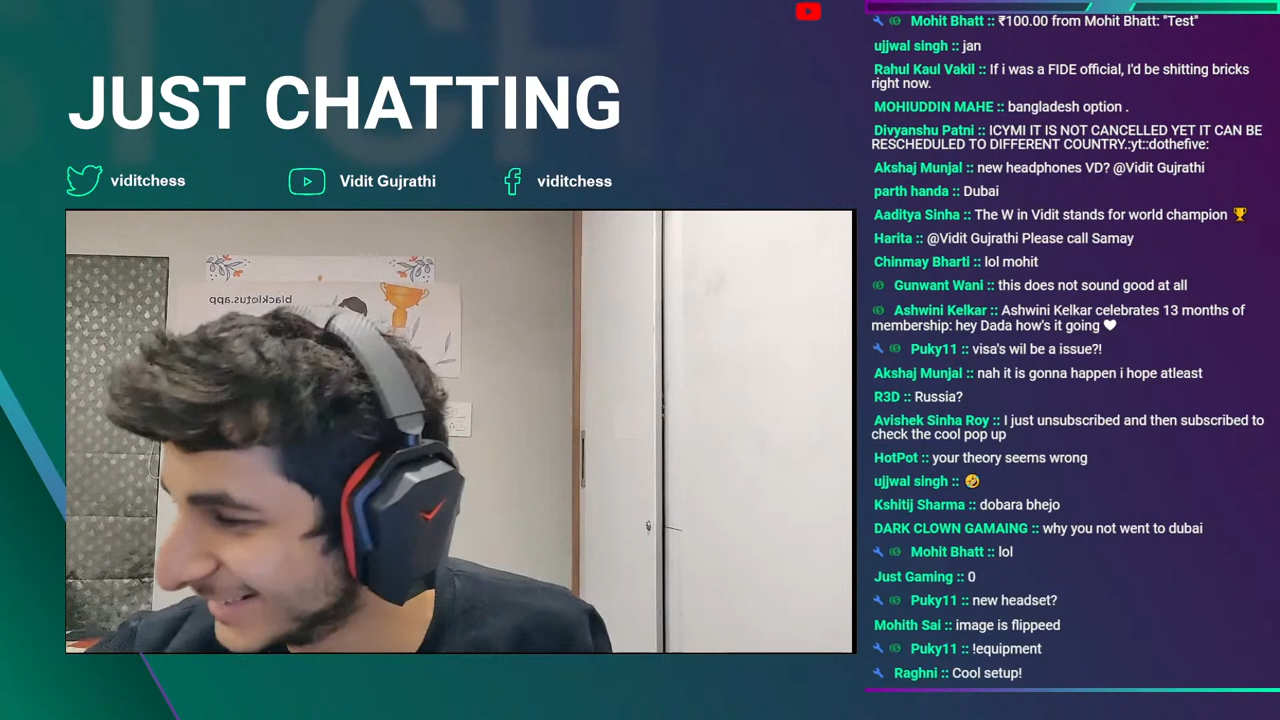 JUST CHATTING
viditchess
Vidit Gujrathi
viditchess
blacklotus.app
Mohit Bhatt :: ₹100.00 from Mohit Bhatt: "Test"
ujjwal singh :: jan
Rahul Kaul Vakil :: If i was a FIDE official, I'd be shitting bricks
right now.
MOHIUDDIN MAHE :: bangladesh option .
Divyanshu Patni :: ICYMI IT IS NOT CANCELLED YET IT CAN BE
RESCHEDULED TO DIFFERENT COUNTRY.:yt::dothefive:
Akshaj Munjal :: new headphones VD? @Vidit Gujrathi
parth handa :: Dubai
Aaditya Sinha :: The W in Vidit stands for world champion 🏆
Harita :: @Vidit Gujrathi Please call Samay
Chinmay Bharti :: lol mohit
Gunwant Wani :: this does not sound good at all
Ashwini Kelkar :: Ashwini Kelkar celebrates 13 months of
membership: hey Dada how's it going 🤍
Puky11 :: visa's wil be a issue?!
Akshaj Munjal :: nah it is gonna happen i hope atleast
R3D :: Russia?
Avishek Sinha Roy :: I just unsubscribed and then subscribed to
check the cool pop up
HotPot :: your theory seems wrong
ujjwal singh :: 🤣
Kshitij Sharma :: dobara bhejo
DARK CLOWN GAMAING :: why you not went to dubai
Mohit Bhatt :: lol
Just Gaming :: 0
Puky11 :: new headset?
Mohith Sai :: image is flippeed
Puky11 :: !equipment
Raghni :: Cool setup!